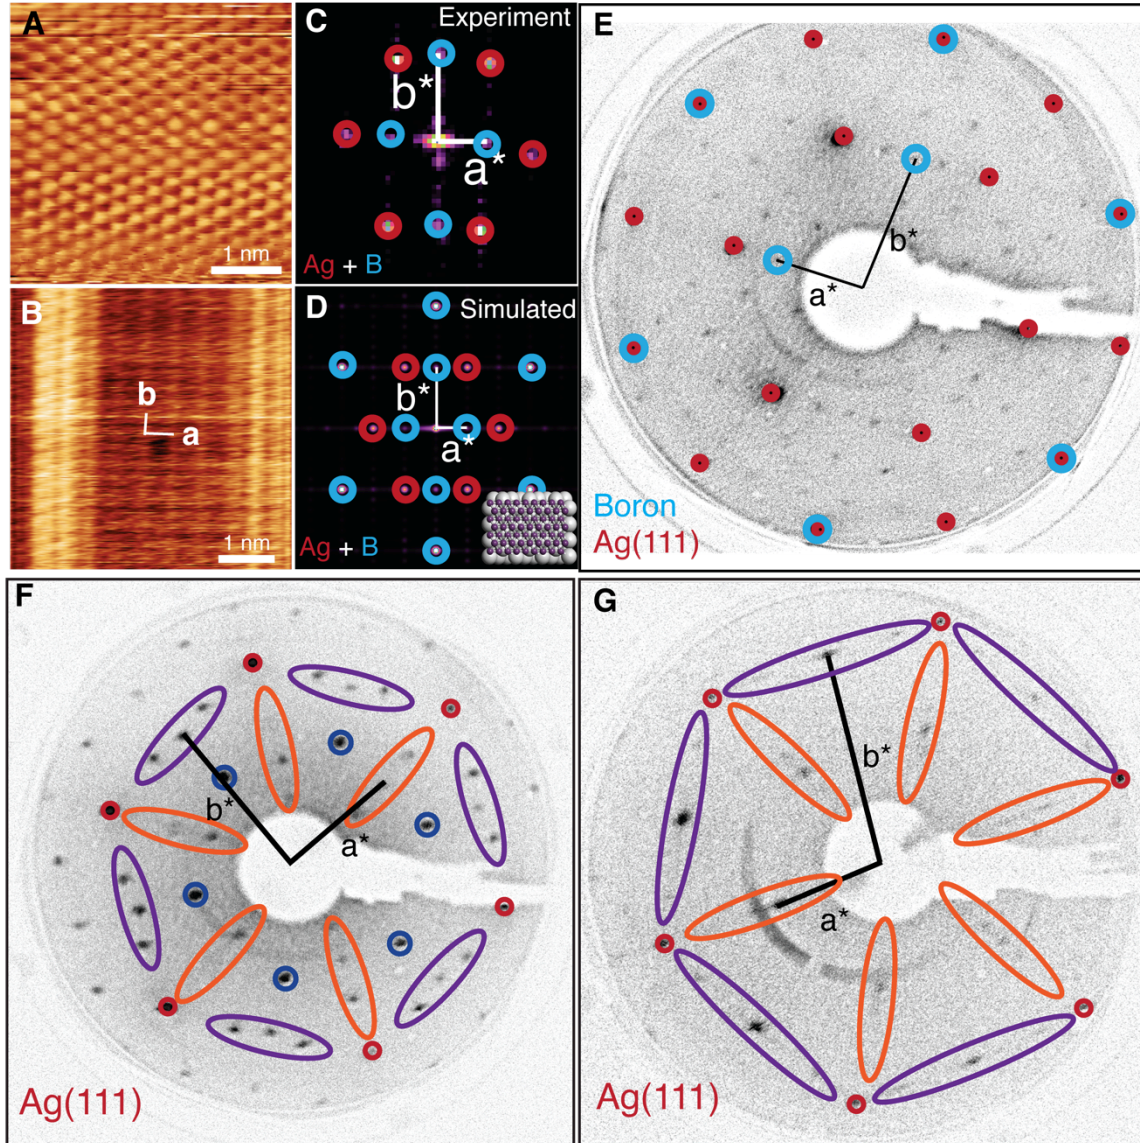 A
1 nm
B
b
a
1 nm
C
Experiment
b*
a*
Ag + B
D
Simulated
b*
a*
Ag + B
E
b*
a*
Boron
Ag(111)
F
b*
a*
Ag(111)
G
b*
a*
Ag(111)